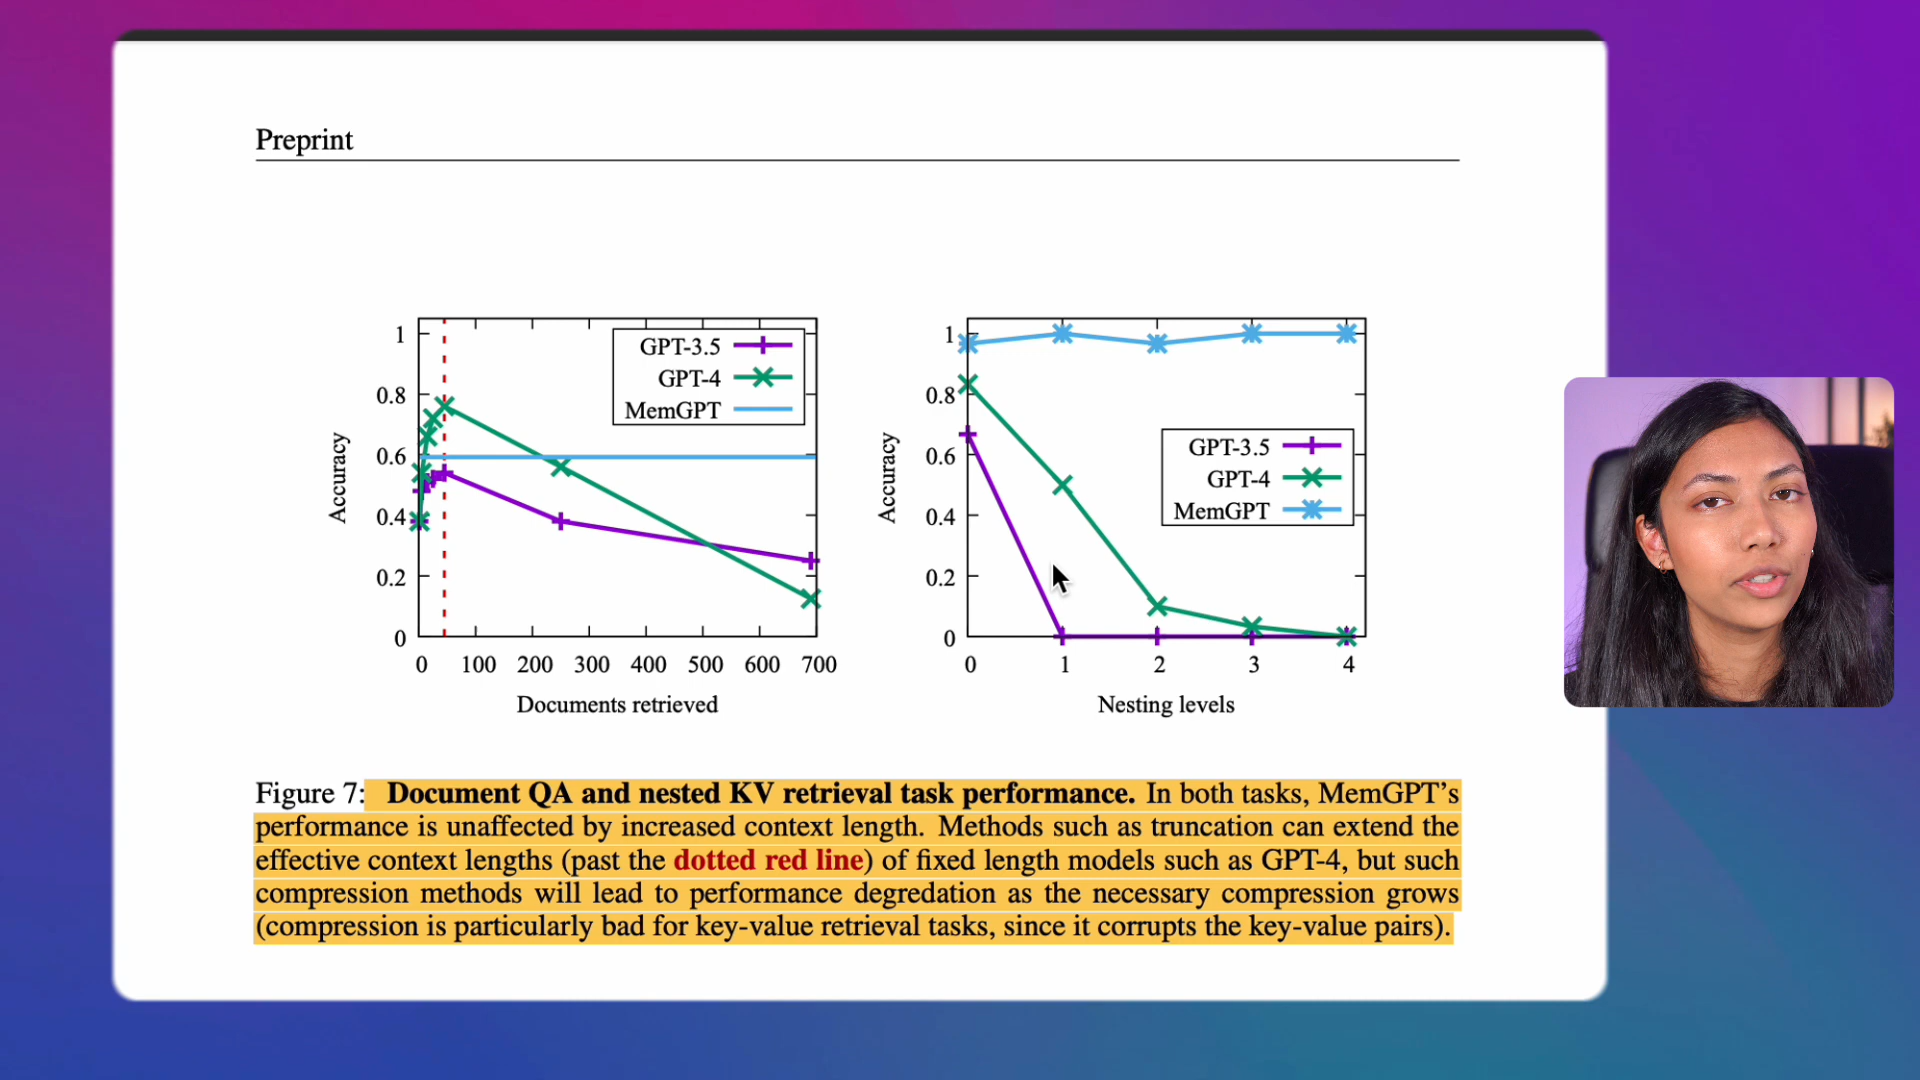 Preprint
1
0.8
0.6
0.4
0.2
0
Accuracy
GPT-3.5
GPT-4
MemGPT
0 100 200 300 400 500 600 700
Documents retrieved
1
0.8
0.6
0.4
0.2
0
Accuracy
GPT-3.5
GPT-4
MemGPT
0 1 2 3 4
Nesting levels
Figure 7: Document QA and nested KV retrieval task performance. In both tasks, MemGPT's
performance is unaffected by increased context length. Methods such as truncation can extend the
effective context lengths (past the dotted red line) of fixed length models such as GPT-4, but such
compression methods will lead to performance degredation as the necessary compression grows
(compression is particularly bad for key-value retrieval tasks, since it corrupts the key-value pairs).